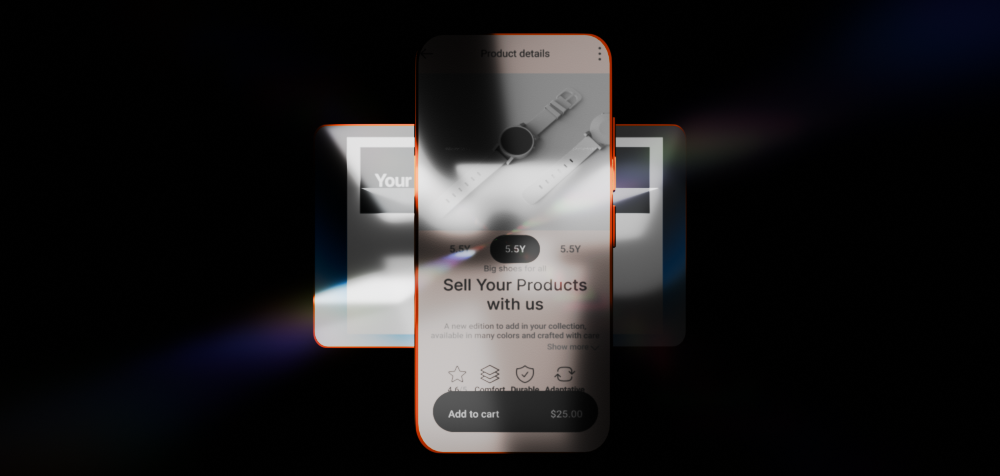 Product details
Your
5.5Y 5.5Y 5.5Y
Big shoes for all
Sell Your Products
with us
A new edition to add in your collection,
available in many colors and crafted with care.
Show more
4.6/5 Comfort Durable Adaptative
Add to cart $25.00